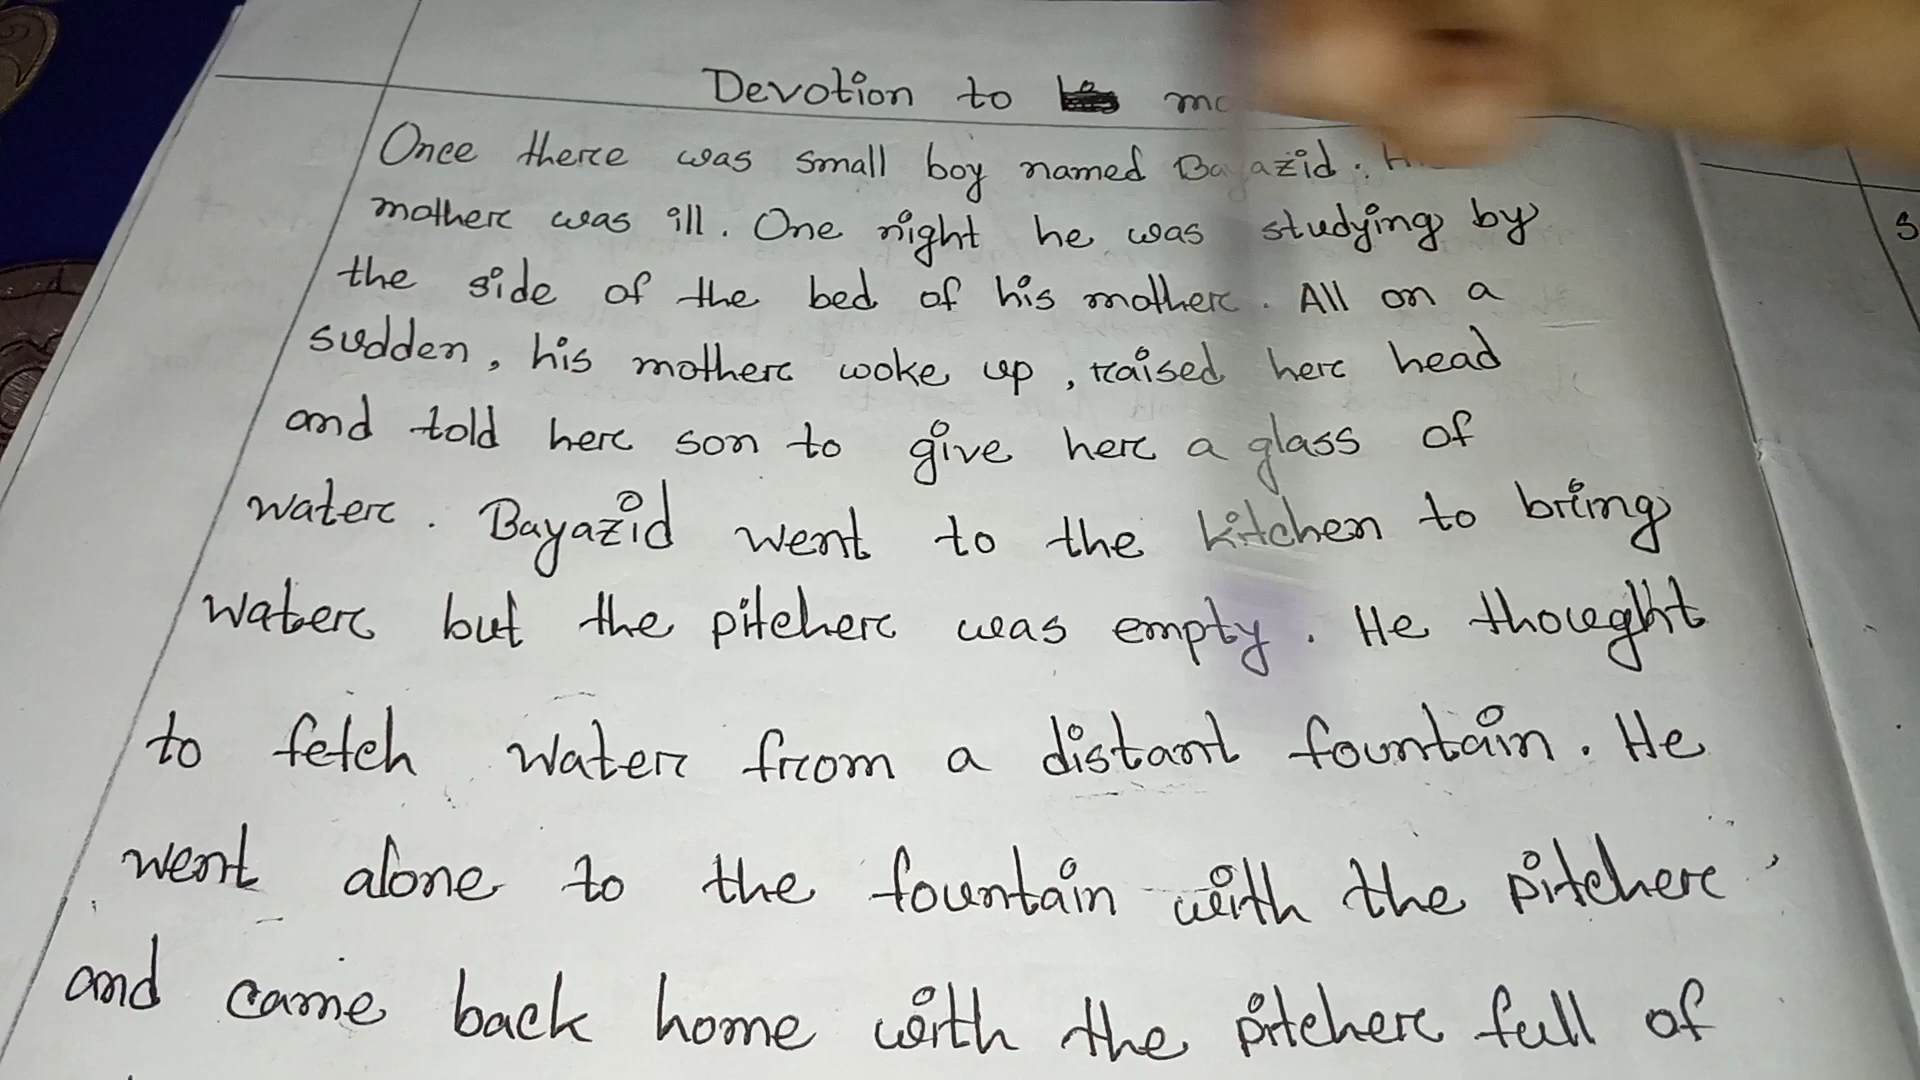 Devotion to
Once there was small boy named Bayazid.
mother was ill. One night he was studying by
the side of the bed of his mother. All on a
sudden, his mother woke up, raised her head
and told her son to give her a glass of
water. Bayazid went to the kitchen to bring
water but the pitcher was empty. He thought
to fetch water from a distant fountain. He
went alone to the fountain with the pitcher
and came back home with the pitcher full of